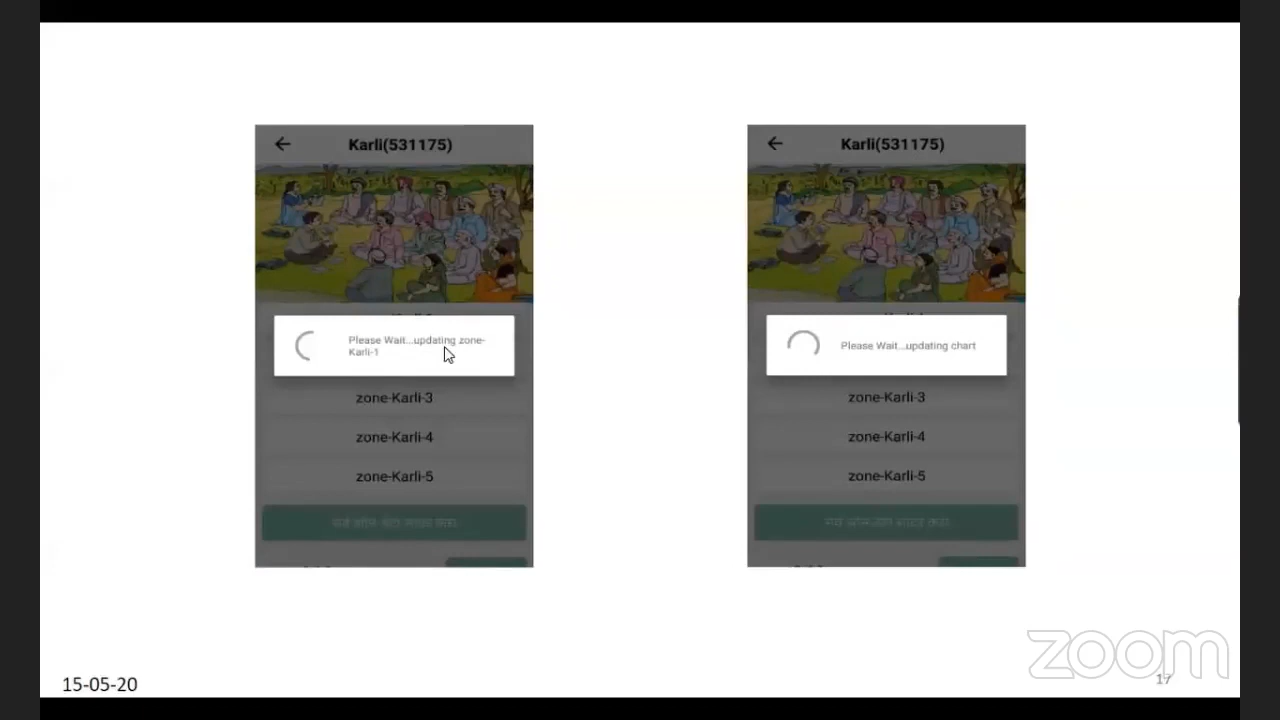 Karli(531175)
Please Wait...updating zone-
Karli-1
zone-Karli-3
zone-Karli-4
zone-Karli-5
Karli(531175)
Please Wait...updating chart
zone-Karli-3
zone-Karli-4
zone-Karli-5
zoom
15-05-20
17